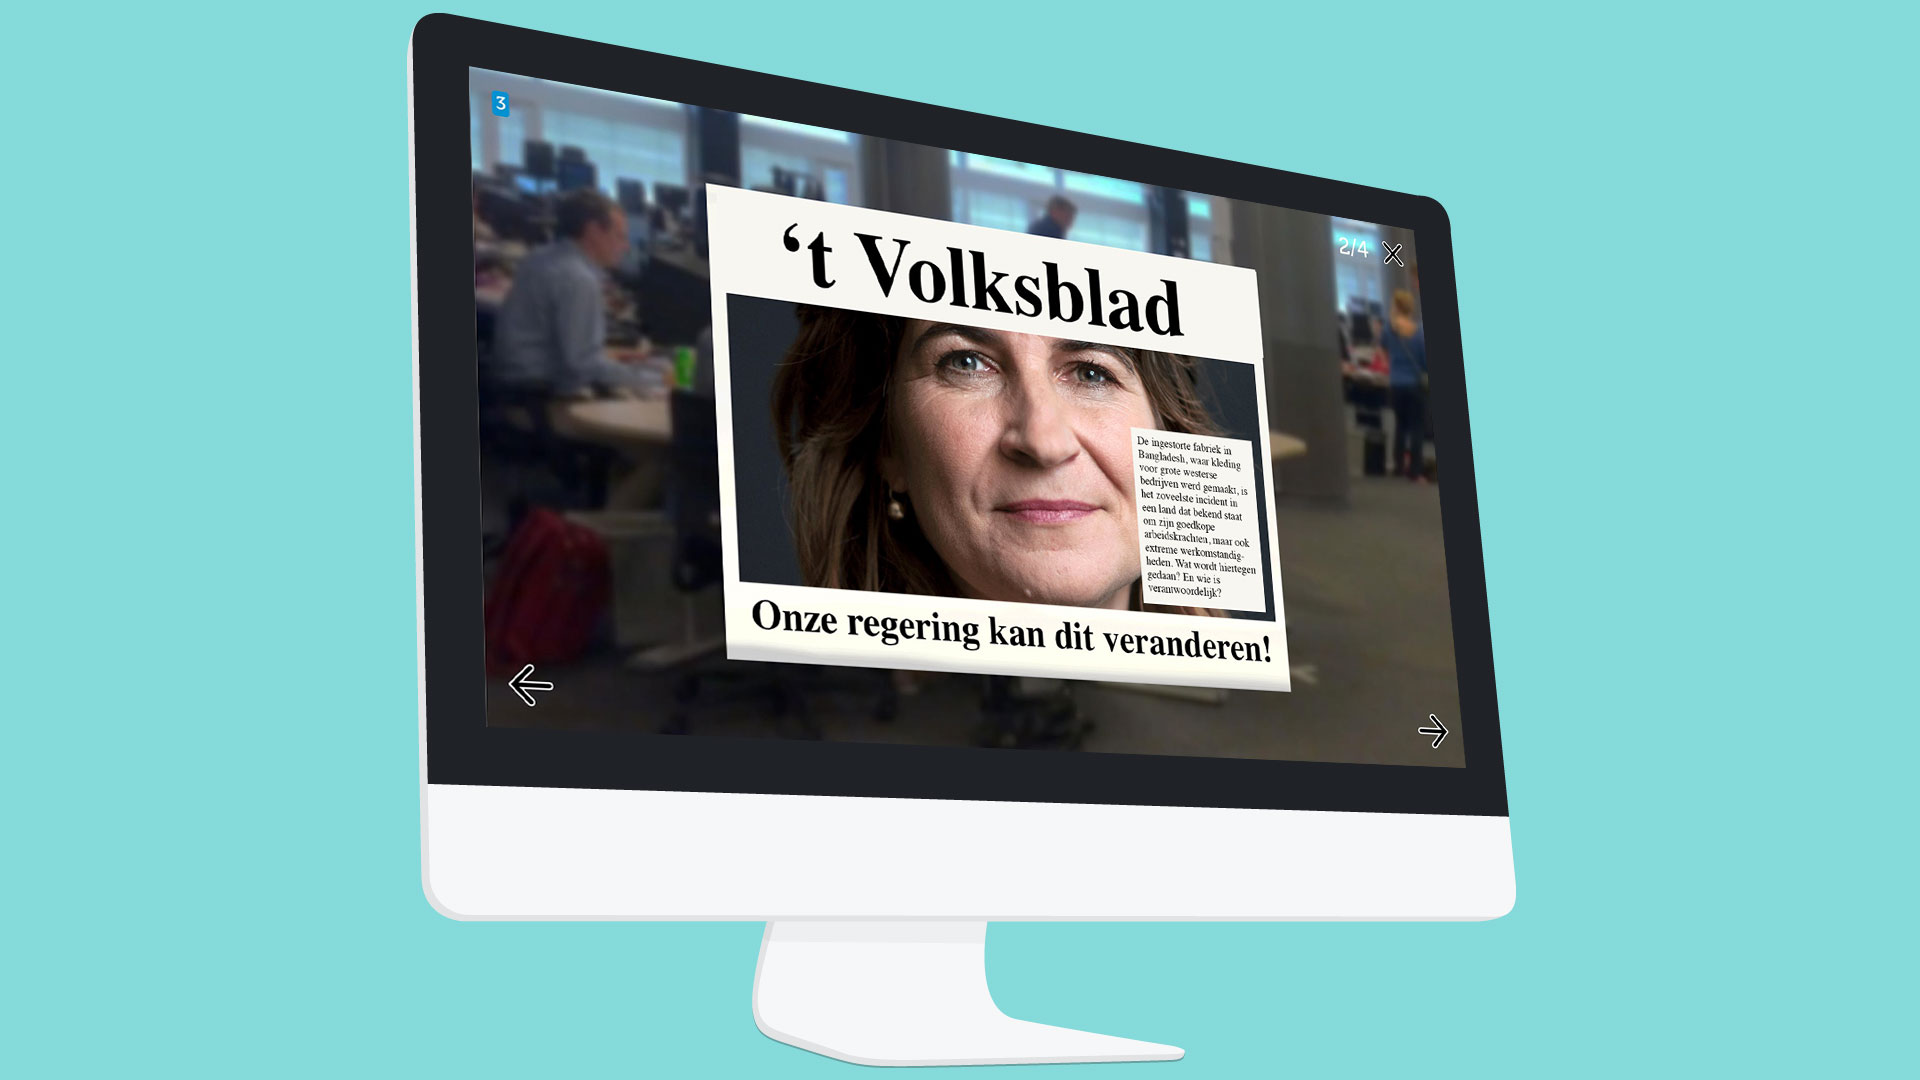 3
2/4
‘t Volksblad
De ingestorte fabriek in
Bangladesh, waar kleding
voor grote westerse
bedrijven werd gemaakt, is
het zoveelste incident in
een land dat bekend staat
om zijn goedkope
arbeidskrachten, maar ook
extreme werkomstandig-
heden. Wat wordt hiertegen
gedaan? En wie is
verantwoordelijk?
Onze regering kan dit veranderen!